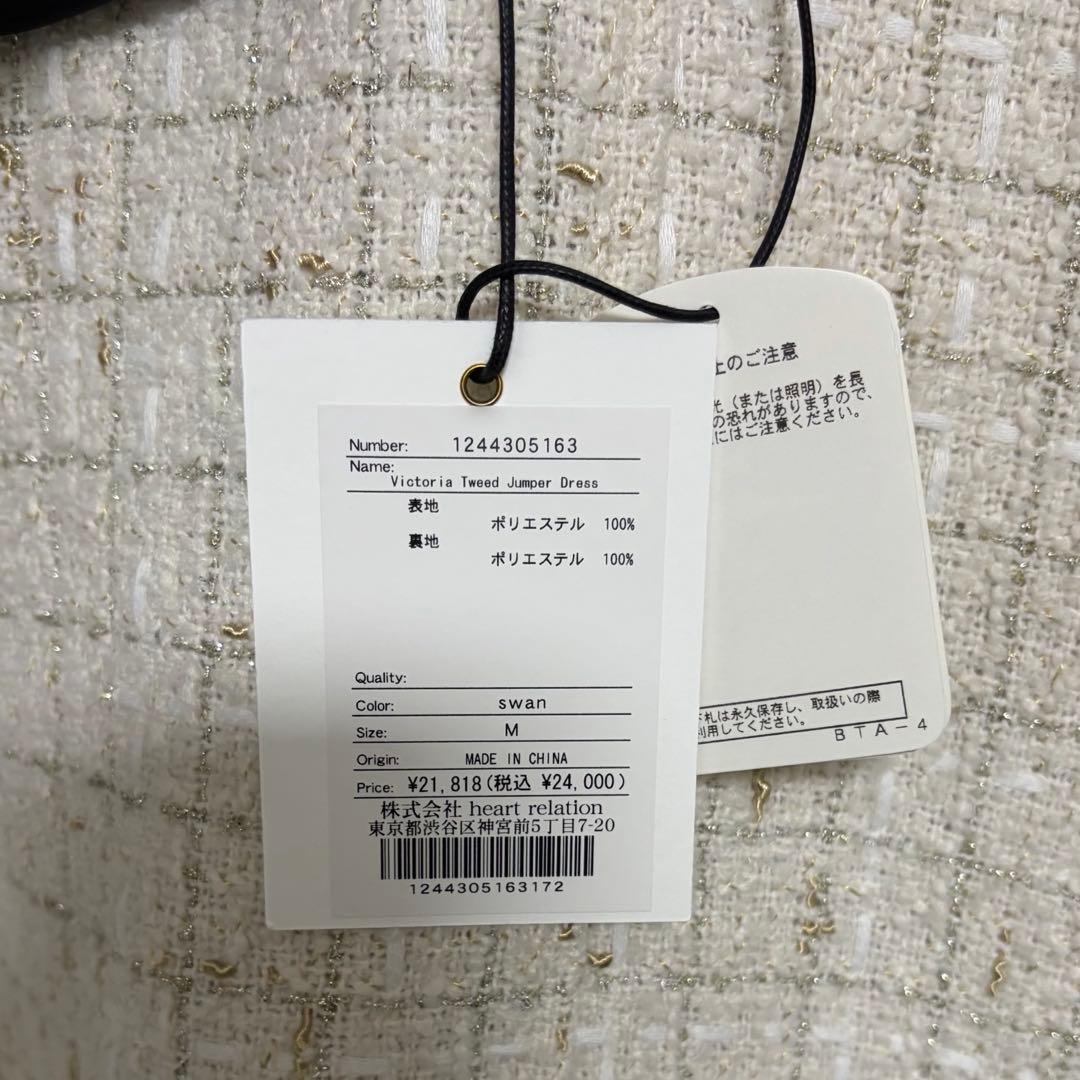 Number: 1244305163
Name:
Victoria Tweed Jumper Dress
表地
ポリエステル 100%
裏地
ポリエステル 100%
Quality:
Color: swan
Size: M
Origin: MADE IN CHINA
Price: ¥21,818(税込 ¥24,000)
株式会社 heart relation
東京都渋谷区神宮前5丁目7-20
1244305163172
上のご注意
(または照明)を長
の恐れがありますので、
にはご注意ください。
札は永久保存し、取扱いの際
利用してください。
BTA-4